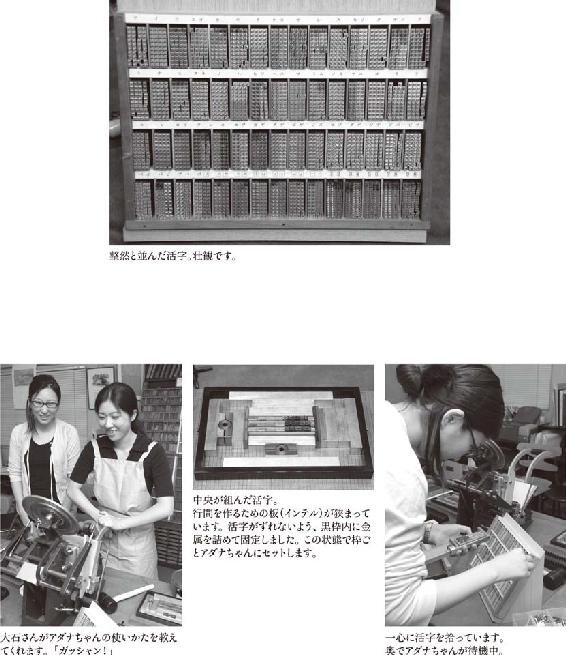 整然と並んだ活字。壮観です。
中央が組んだ活字。
行間を作るための板（インテル）が挟まって
います。活字がずれないよう、黒枠内に金
属を詰めて固定しました。この状態で枠ご
とアダナちゃんにセットします。
大石さんがアダナちゃんの使いかたを教え
てくれます。「ガッシャン！」
一心に活字を拾っています。
奥でアダナちゃんが待機中。